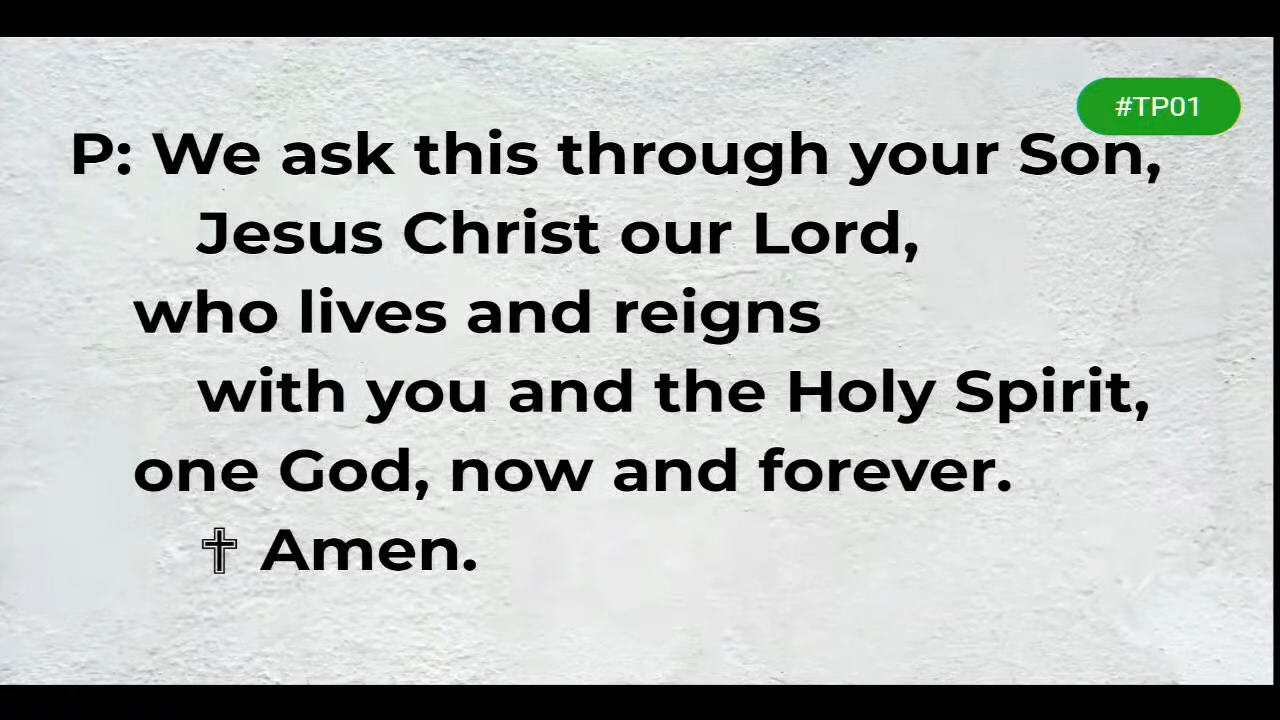 #TP01
P: We ask this through your Son,
Jesus Christ our Lord,
who lives and reigns
with you and the Holy Spirit,
one God, now and forever.
✞ Amen.